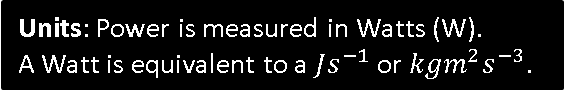 Units: Power is measured in Watts (W).
A Watt is equivalent to a Js⁻¹ or kgm²s⁻³.